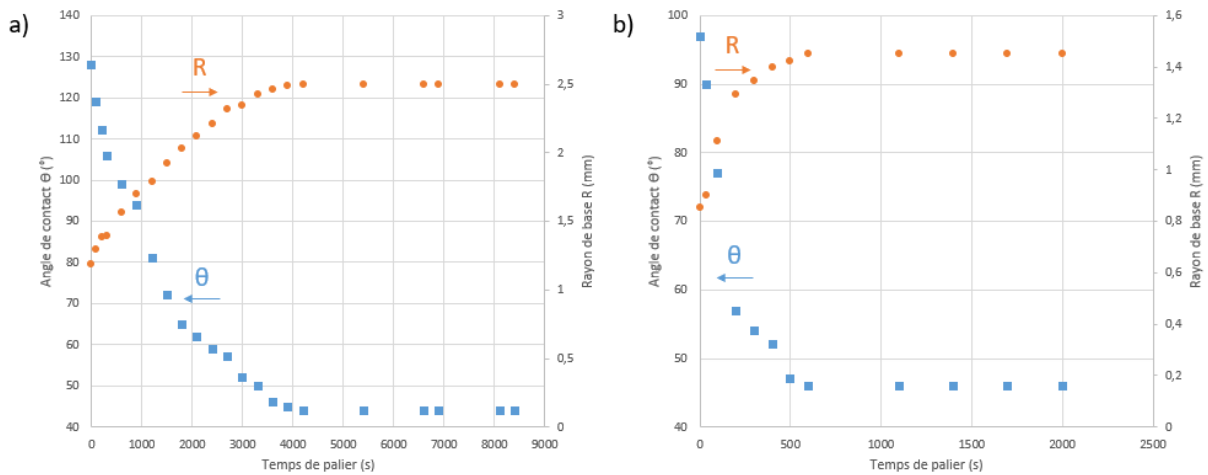 a)
140
130
120
110
100
90
80
70
60
50
40
Angle de contact Θ (°)
R
θ
3
2,5
2
1,5
1
0,5
0
Rayon de base R (mm)
0 1000 2000 3000 4000 5000 6000 7000 8000 9000
Temps de palier (s)
b)
100
90
80
70
60
50
40
Angle de contact Θ (°)
R
θ
1,6
1,4
1,2
1
0,8
0,6
0,4
0,2
0
Rayon de base R (mm)
0 500 1000 1500 2000 2500
Temps de palier (s)